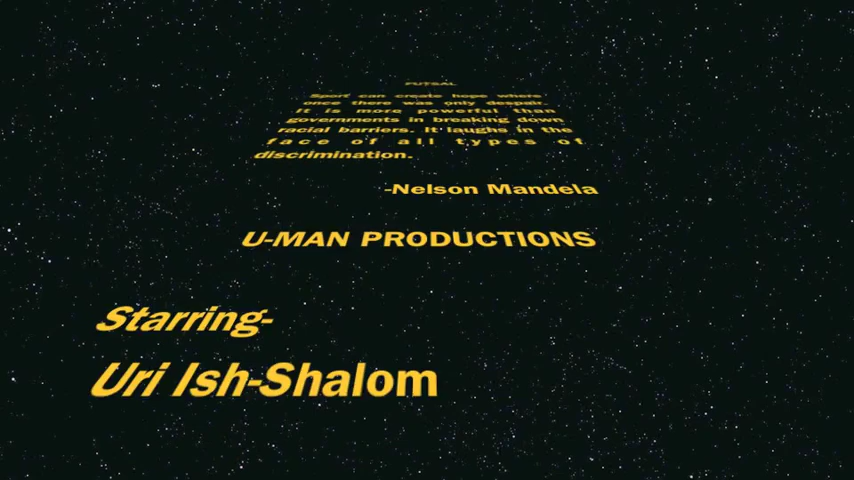 FUTSAL
Sport can create hope where
once there was only despair.
It is more powerful than
governments in breaking down
racial barriers. It laughs in the
face of all types of
discrimination.
-Nelson Mandela
U-MAN PRODUCTIONS
Starring-
Uri Ish-Shalom